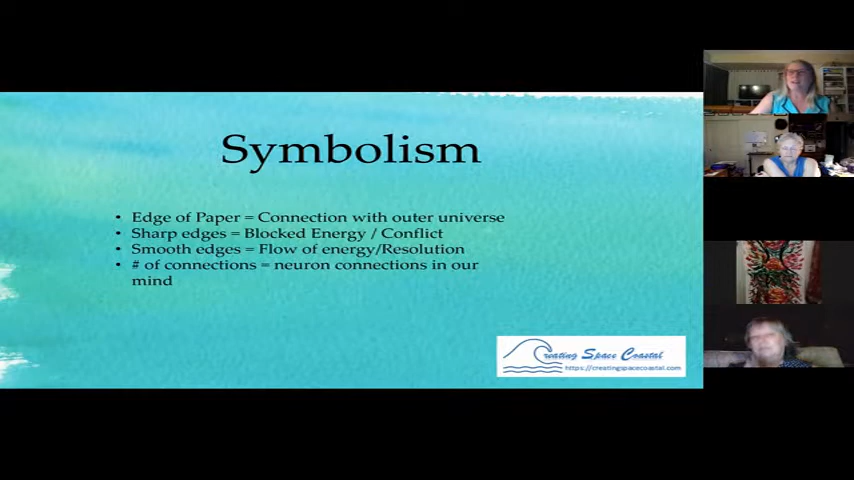 Symbolism
• Edge of Paper = Connection with outer universe
• Sharp edges = Blocked Energy / Conflict
• Smooth edges = Flow of energy/Resolution
• # of connections = neuron connections in our
mind
Creating Space Coastal
https://creatingspacecoastal.com